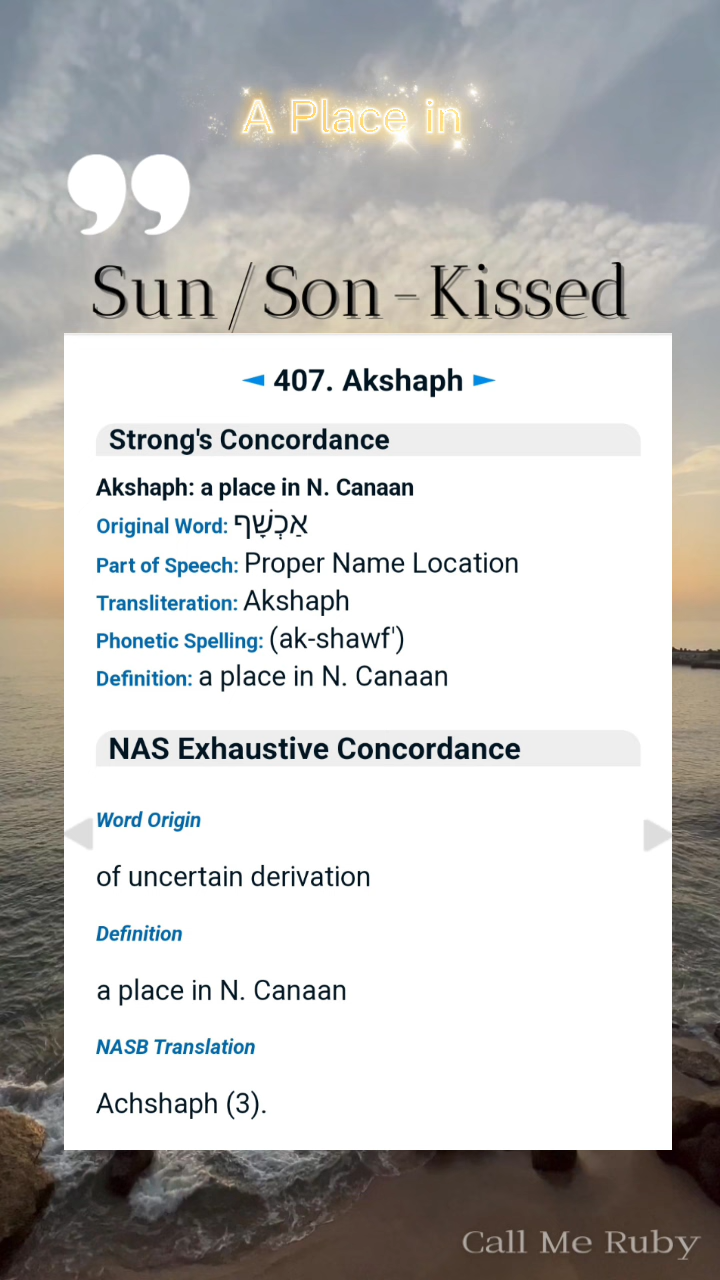 A Place in
”
Sun / Son - Kissed
◄ 407. Akshaph ►
Strong's Concordance
Akshaph: a place in N. Canaan
Original Word: אַכְשָׁף
Part of Speech: Proper Name Location
Transliteration: Akshaph
Phonetic Spelling: (ak-shawf')
Definition: a place in N. Canaan
NAS Exhaustive Concordance
Word Origin
of uncertain derivation
Definition
a place in N. Canaan
NASB Translation
Achshaph (3).
Call Me Ruby